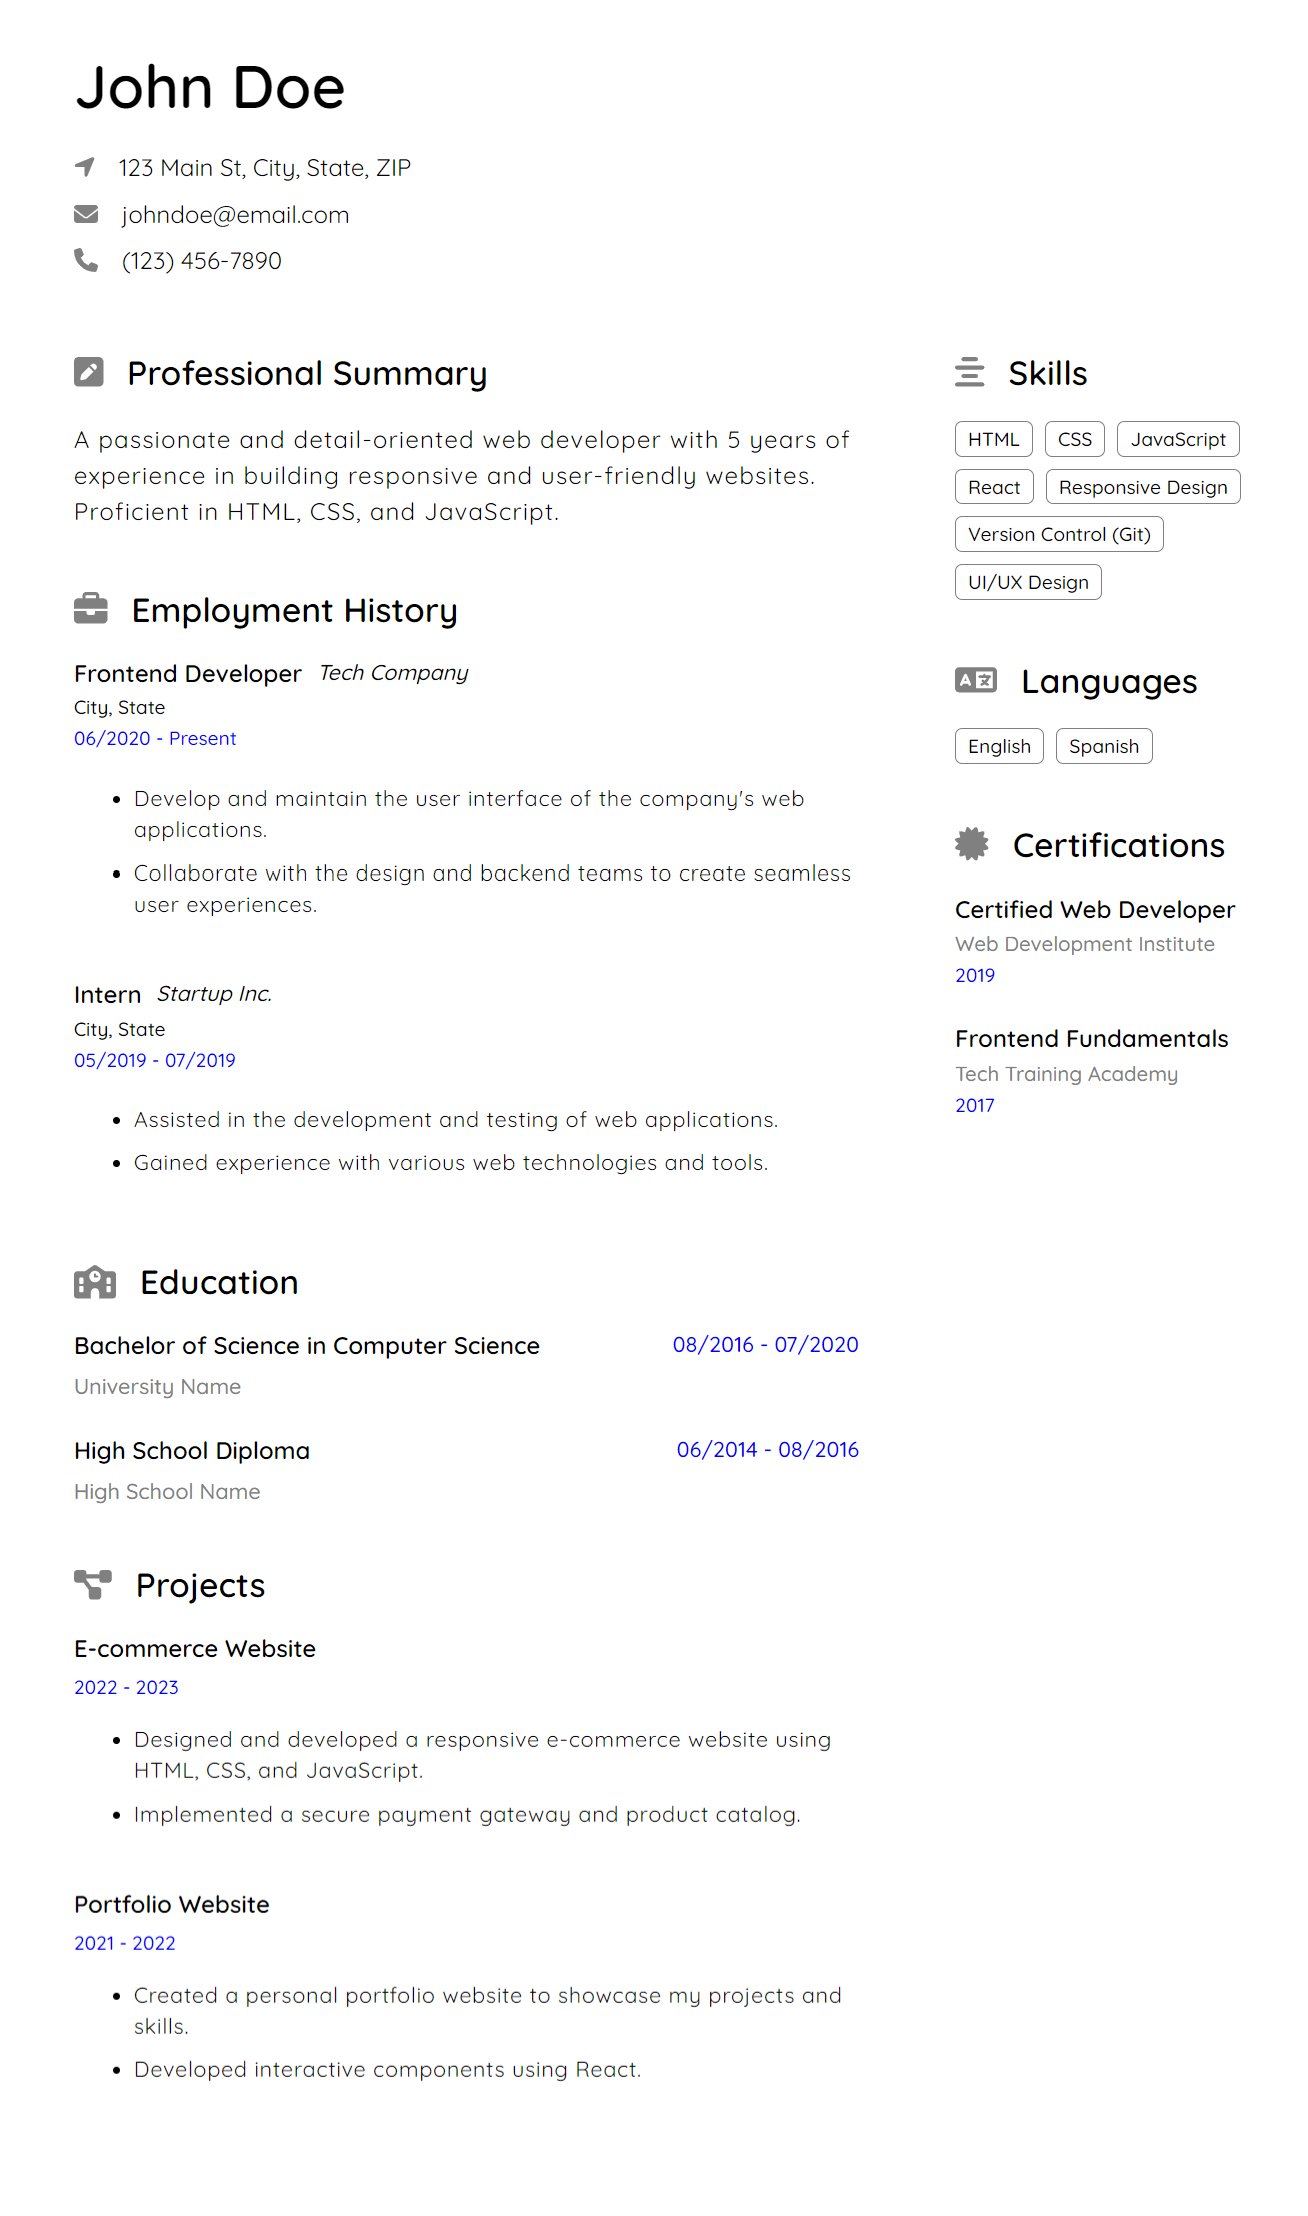 John Doe
123 Main St, City, State, ZIP
johndoe@email.com
(123) 456-7890
Professional Summary
A passionate and detail-oriented web developer with 5 years of
experience in building responsive and user-friendly websites.
Proficient in HTML, CSS, and JavaScript.
Employment History
Frontend Developer Tech Company
City, State
06/2020 - Present
Develop and maintain the user interface of the company's web
applications.
Collaborate with the design and backend teams to create seamless
user experiences.
Intern Startup Inc.
City, State
05/2019 - 07/2019
Assisted in the development and testing of web applications.
Gained experience with various web technologies and tools.
Education
Bachelor of Science in Computer Science 08/2016 - 07/2020
University Name
High School Diploma 06/2014 - 08/2016
High School Name
Projects
E-commerce Website
2022 - 2023
Designed and developed a responsive e-commerce website using
HTML, CSS, and JavaScript.
Implemented a secure payment gateway and product catalog.
Portfolio Website
2021 - 2022
Created a personal portfolio website to showcase my projects and
skills.
Developed interactive components using React.
Skills
HTML CSS JavaScript
React Responsive Design
Version Control (Git)
UI/UX Design
Languages
English Spanish
Certifications
Certified Web Developer
Web Development Institute
2019
Frontend Fundamentals
Tech Training Academy
2017